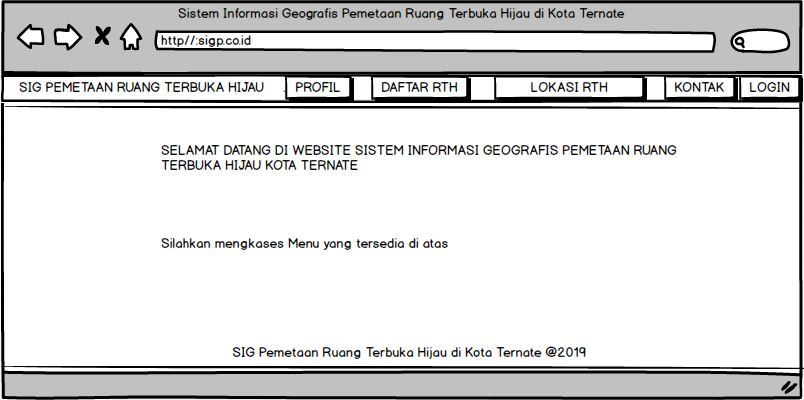 Sistem Informasi Geografis Pemetaan Ruang Terbuka Hijau di Kota Ternate
http//:sigp.co.id
SIG PEMETAAN RUANG TERBUKA HIJAU PROFIL DAFTAR RTH LOKASI RTH KONTAK LOGIN
SELAMAT DATANG DI WEBSITE SISTEM INFORMASI GEOGRAFIS PEMETAAN RUANG
TERBUKA HIJAU KOTA TERNATE
Silahkan mengkases Menu yang tersedia di atas
SIG Pemetaan Ruang Terbuka Hijau di Kota Ternate @2019